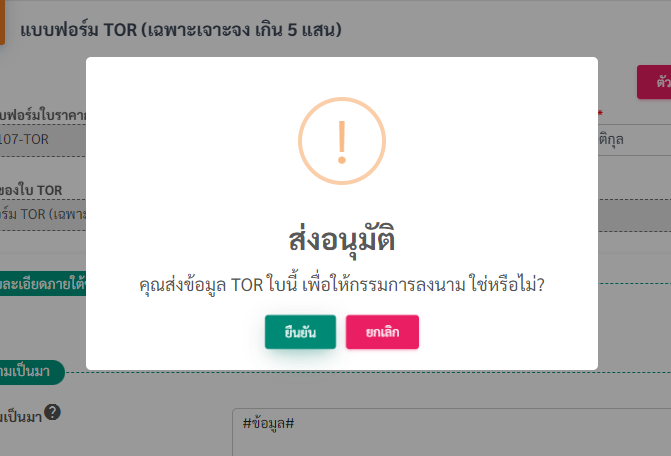 แบบฟอร์ม TOR (เฉพาะเจาะจง เกิน 5 แสน)
ตัว
บฟอร์มใบราคา
107-TOR
ติกุล
ของใบ TOR
ร์ม TOR (เฉพาะ
!
ส่งอนุมัติ
คุณส่งข้อมูล TOR ใบนี้ เพื่อให้กรรมการลงนาม ใช่หรือไม่?
ยืนยัน ยกเลิก
ละเอียดภายใต้
ามเป็นมา
มเป็นมา ?
#ข้อมูล#